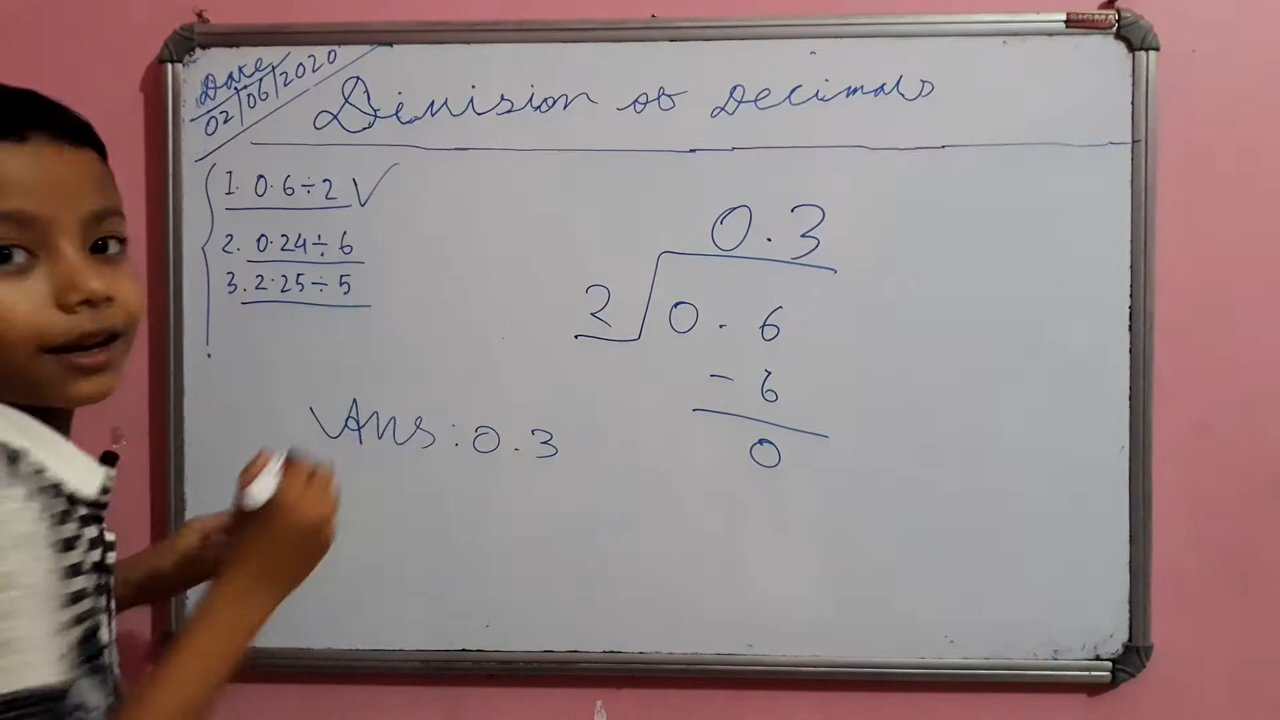 SIGMA
Date
02/06/2020
Division of Decimals
1. 0.6÷2 ✓
2. 0.24÷6
3. 2.25÷5
0.3
2 0.6
- 6
0
Ans: 0.3